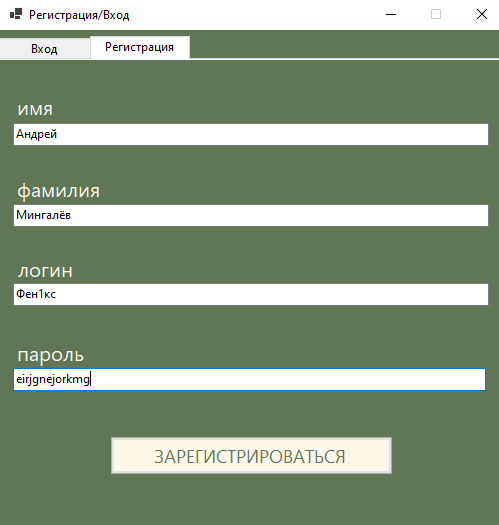 Регистрация/Вход
Вход Регистрация
имя
Андрей
фамилия
Мингалёв
логин
Фен1кс
пароль
eirjgnejorkmg
ЗАРЕГИСТРИРОВАТЬСЯ